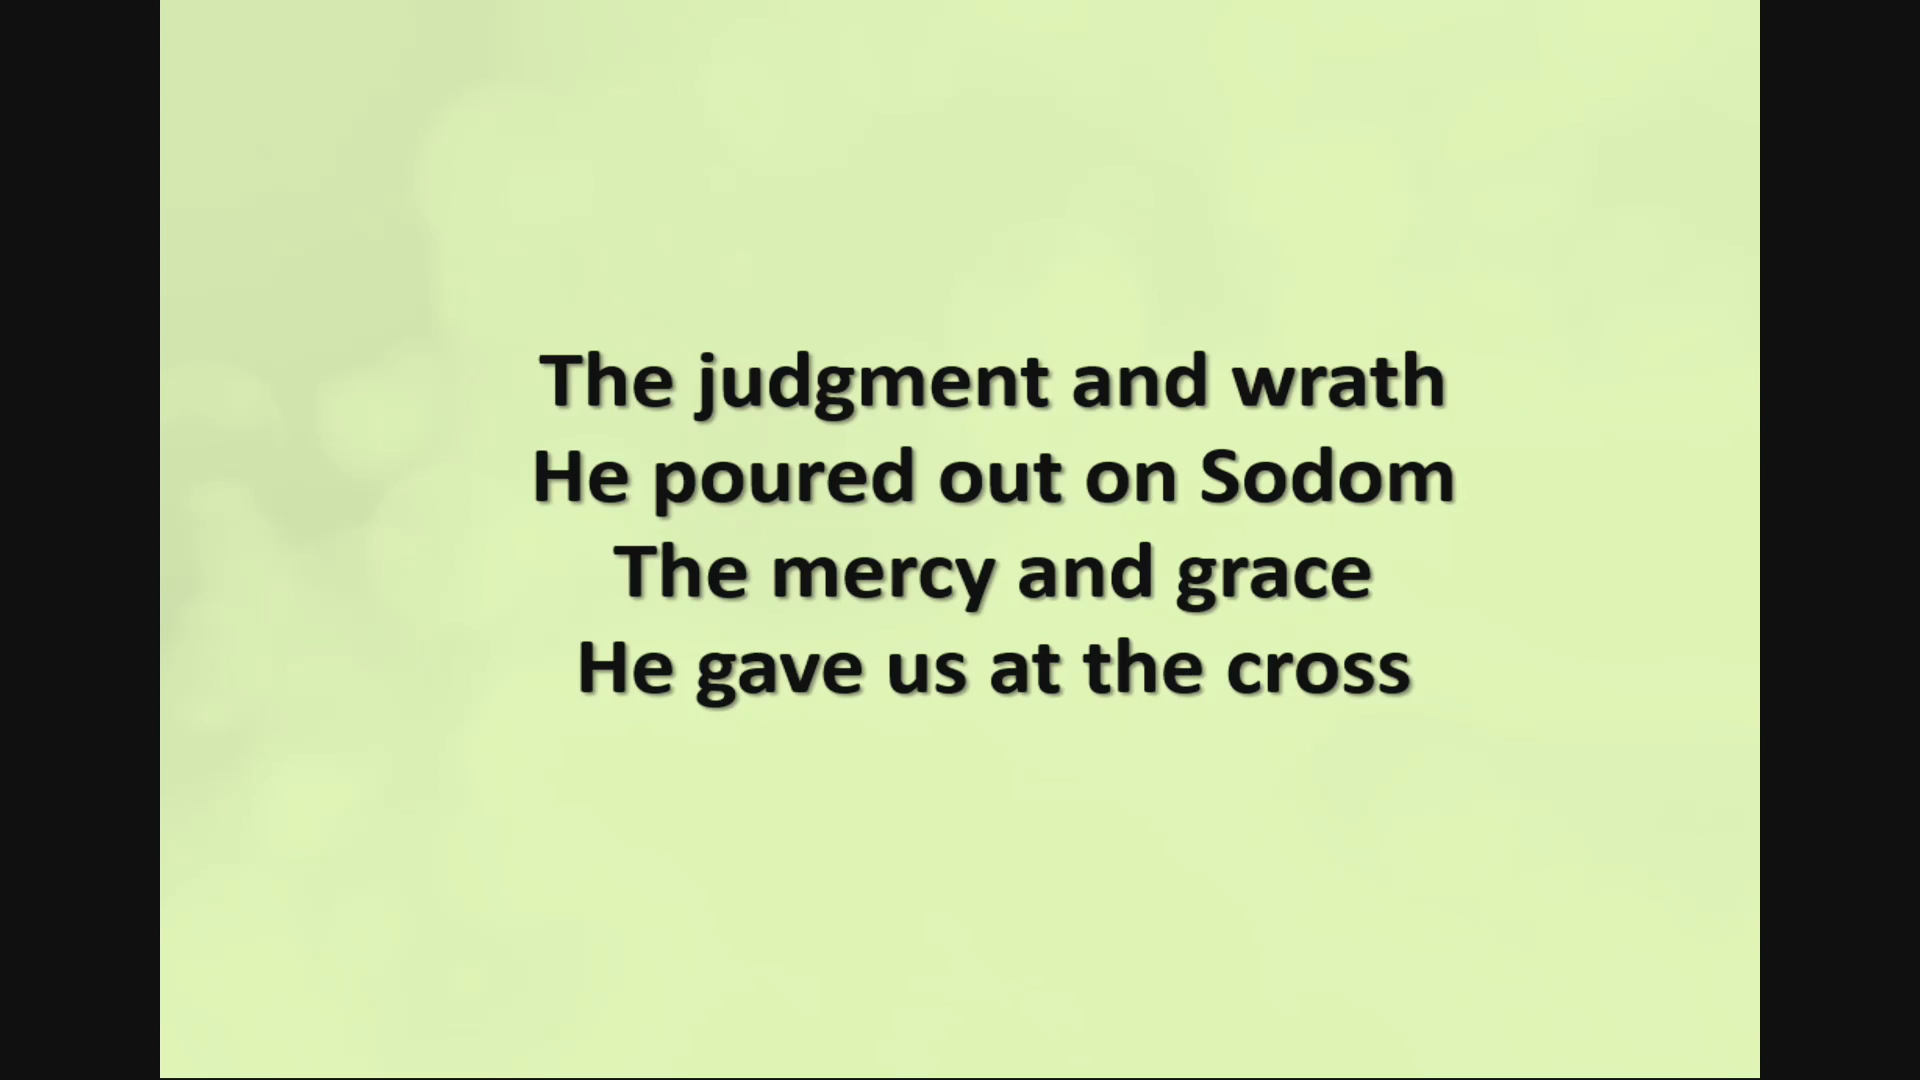 The judgment and wrath
He poured out on Sodom
The mercy and grace
He gave us at the cross